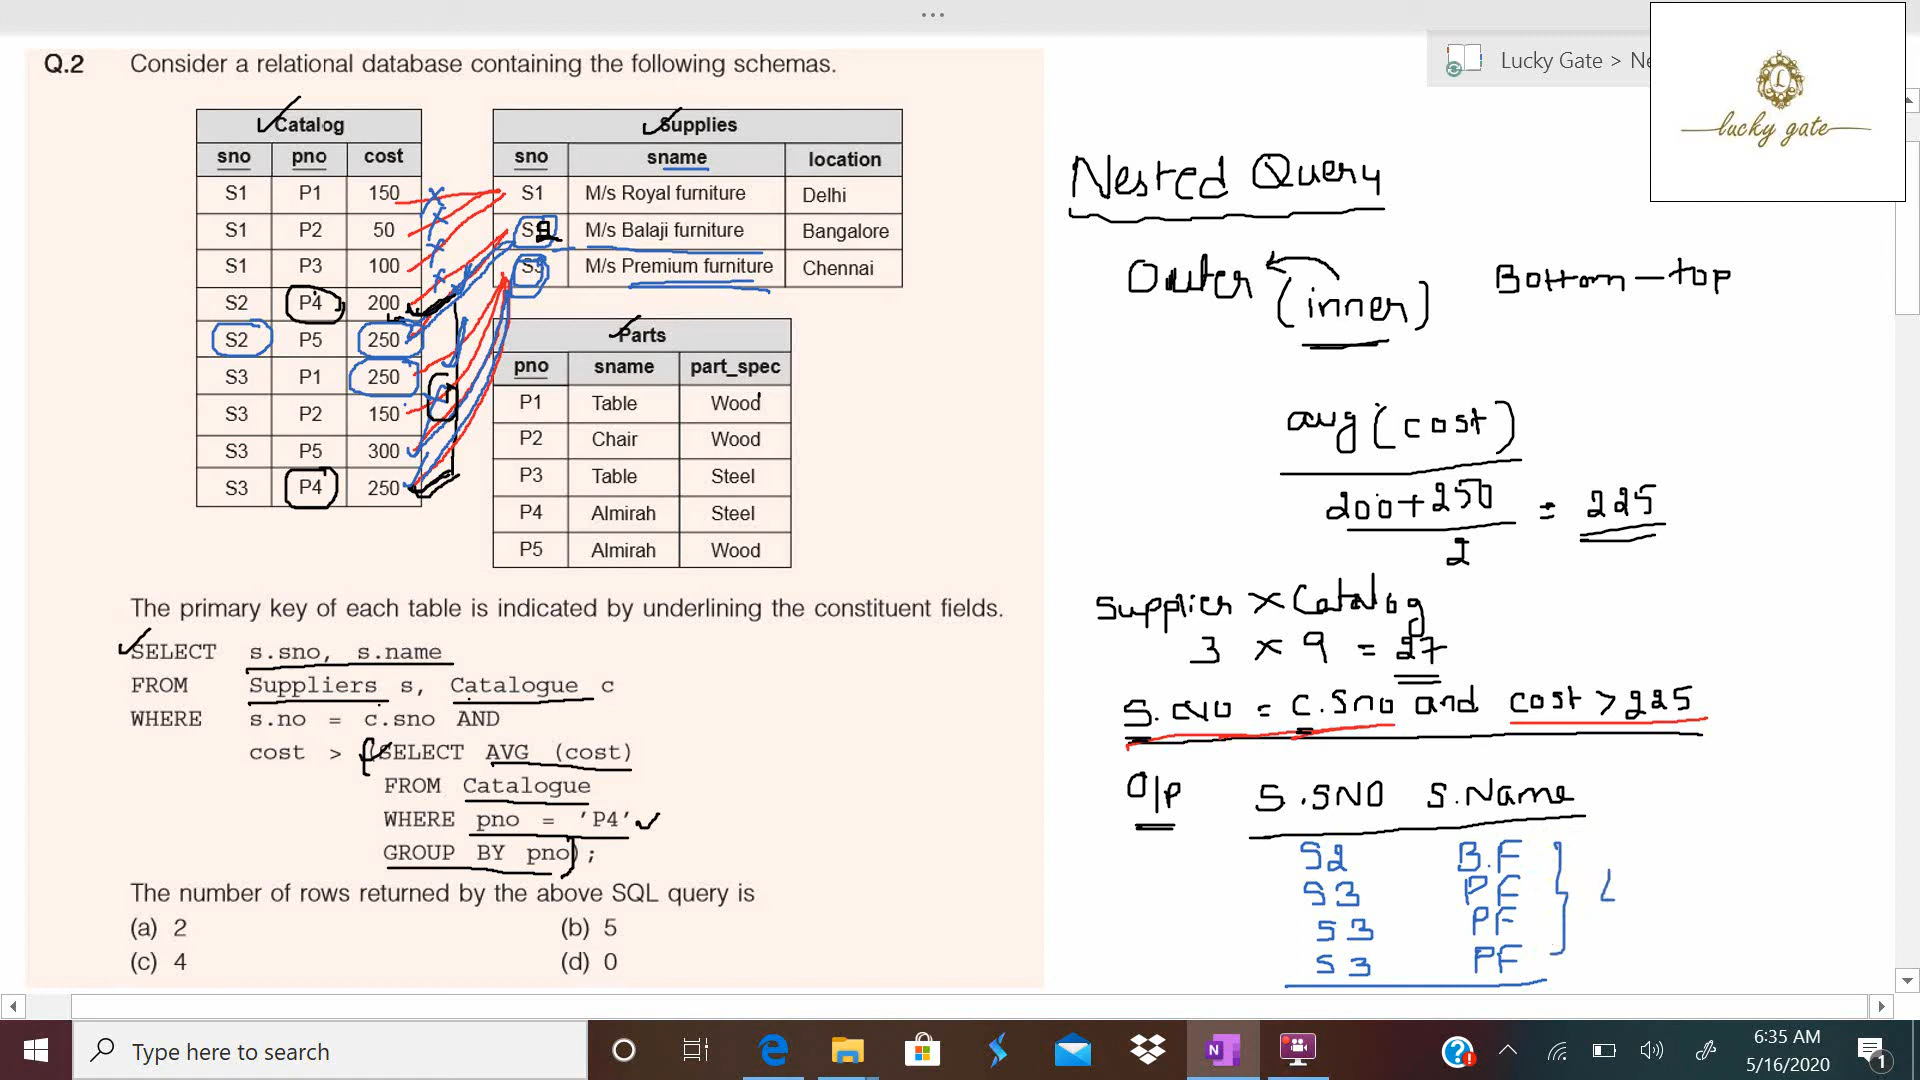 Q.2 Consider a relational database containing the following schemas.
Catalog
sno pno cost
S1 P1 150
S1 P2 50
S1 P3 100
S2 P4 200
S2 P5 250
S3 P1 250
S3 P2 150
S3 P5 300
S3 P4 250
Supplies
sno sname location
S1 M/s Royal furniture Delhi
M/s Balaji furniture Bangalore
S3 M/s Premium furniture Chennai
Parts
pno sname part_spec
P1 Table Wood
P2 Chair Wood
P3 Table Steel
P4 Almirah Steel
P5 Almirah Wood
The primary key of each table is indicated by underlining the constituent fields.
SELECT s.sno, s.name
FROM Suppliers s, Catalogue c
WHERE s.no = c.sno AND
cost > (SELECT AVG (cost)
FROM Catalogue
WHERE pno = 'P4'
GROUP BY pno);
The number of rows returned by the above SQL query is
(a) 2 (b) 5
(c) 4 (d) 0
Lucky Gate > Ne
L
lucky gate
Nested Query
Outer (inner) Bottom - top
avg(cost)
200+250 = 225
2
Supplier × Catalog
3 × 9 = 27
S.SNO = C.Sno and cost > 225
O/p S.SNO S.Name
S2 B.F
S3 PF
S3 PF
S3 PF
Type here to search
6:35 AM
5/16/2020
1